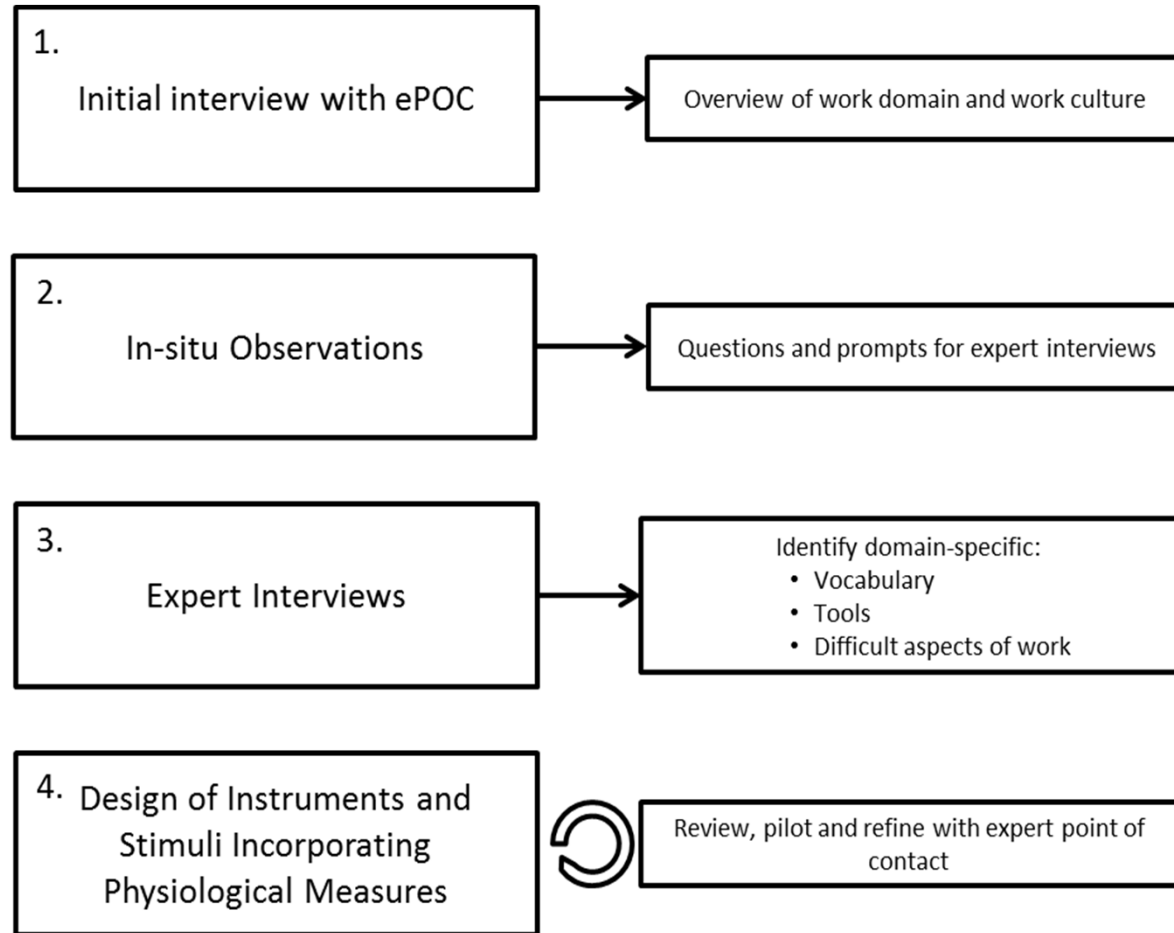 1.
Initial interview with ePOC
Overview of work domain and work culture
2.
In-situ Observations
Questions and prompts for expert interviews
3.
Expert Interviews
Identify domain-specific:
• Vocabulary
• Tools
• Difficult aspects of work
4.
Design of Instruments and
Stimuli Incorporating
Physiological Measures
Review, pilot and refine with expert point of
contact